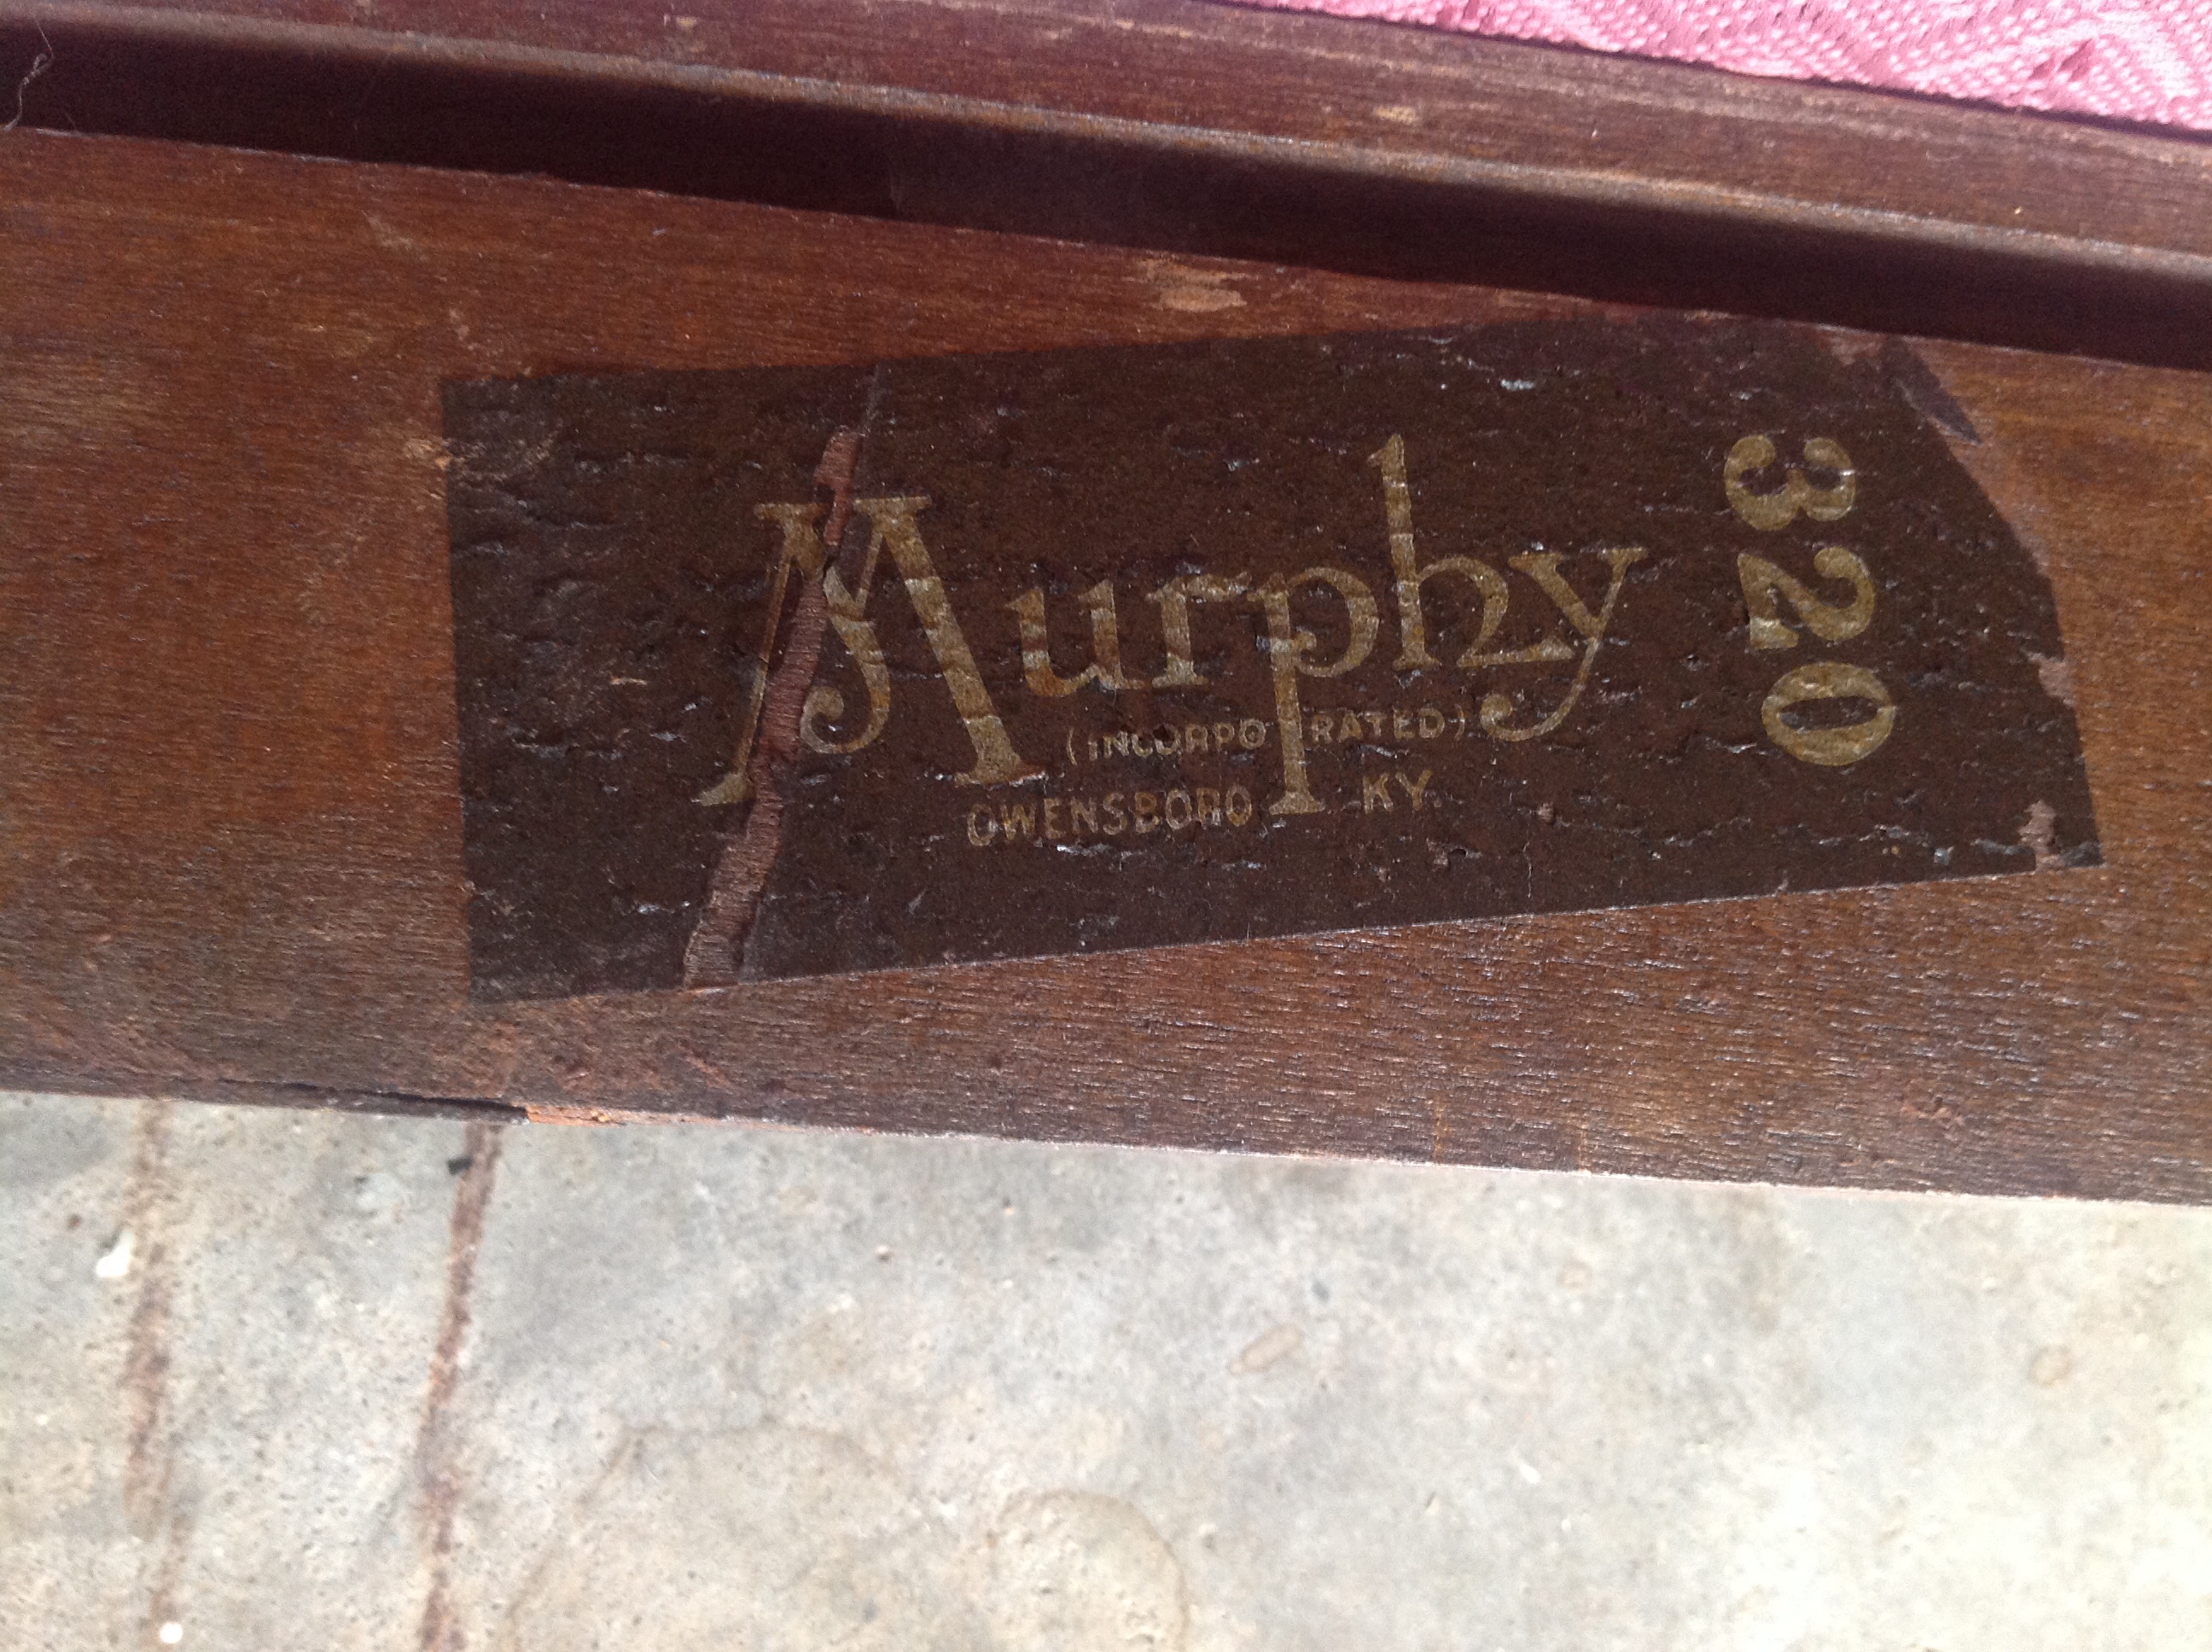 Murphy
(INCORPORATED)
OWENSBORO KY.
320